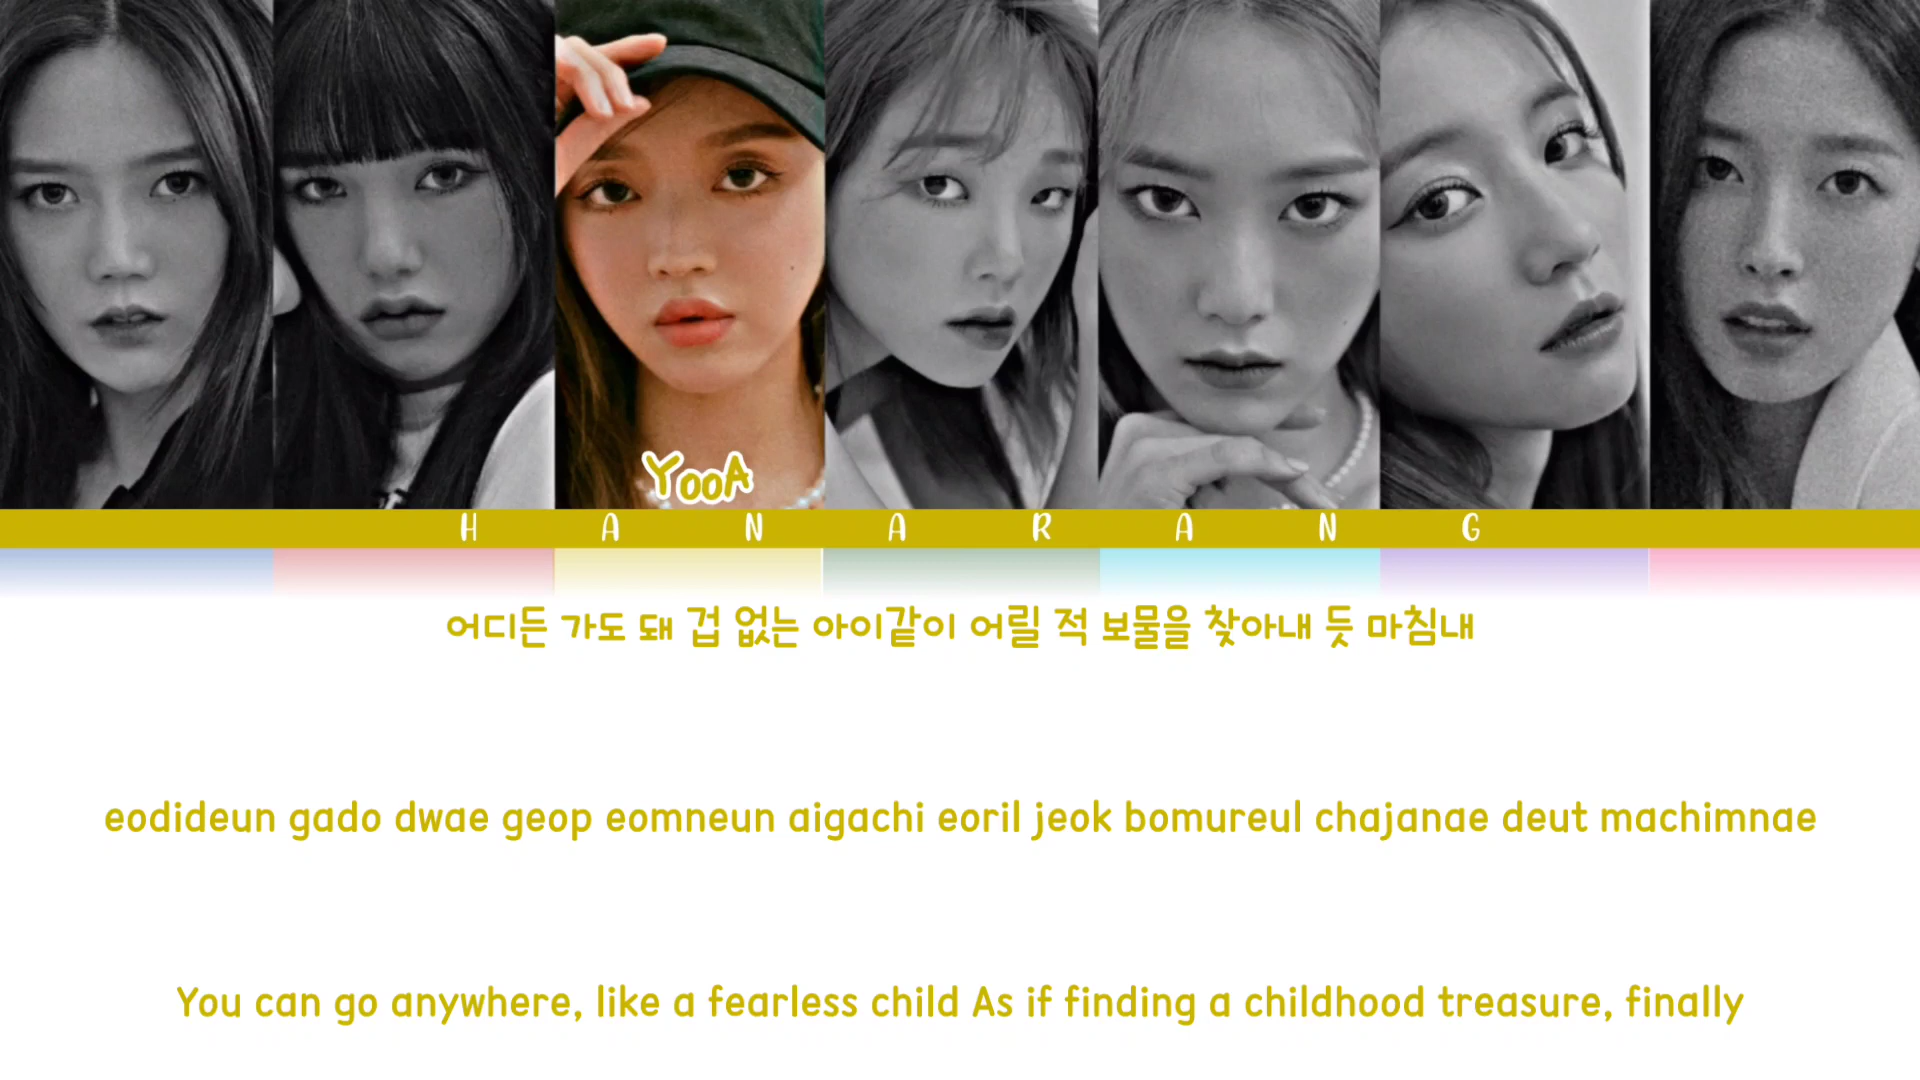 YooA
HANARANG
어디든 가도 돼 겁 없는 아이같이 어릴 적 보물을 찾아내 듯 마침내
eodideun gado dwae geop eomneun aigachi eoril jeok bomureul chajanae deut machimnae
You can go anywhere, like a fearless child As if finding a childhood treasure, finally